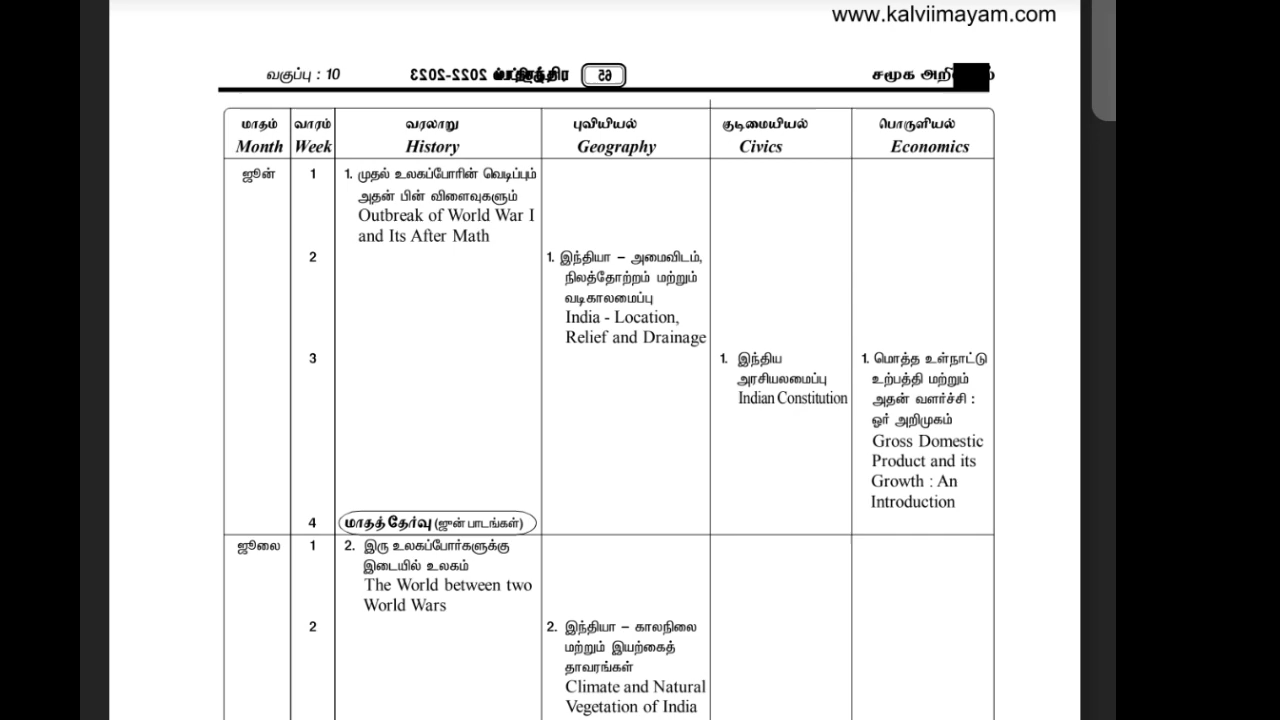 www.kalviimayam.com
வகுப்பு : 10 2022-2023 65 சமூக
மாதம் வாரம் வரலாறு புவியியல் குடிமையியல் பொருளியல்
Month Week History Geography Civics Economics
ஜூன் 1 1. முதல் உலகப்போரின் வெடிப்பும்
அதன் பின் விளைவுகளும்
Outbreak of World War I
and Its After Math
2 1. இந்தியா – அமைவிடம்,
நிலத்தோற்றம் மற்றும்
வடிகாலமைப்பு
India - Location,
Relief and Drainage
3 1. இந்திய 1. மொத்த உள்நாட்டு
அரசியலமைப்பு உற்பத்தி மற்றும்
Indian Constitution அதன் வளர்ச்சி :
ஓர் அறிமுகம்
Gross Domestic
Product and its
Growth : An
Introduction
4 மாதத் தேர்வு (ஜுன் பாடங்கள்)
ஜூலை 1 2. இரு உலகப்போர்களுக்கு
இடையில் உலகம்
The World between two
World Wars
2 2. இந்தியா – காலநிலை
மற்றும் இயற்கைத்
தாவரங்கள்
Climate and Natural
Vegetation of India